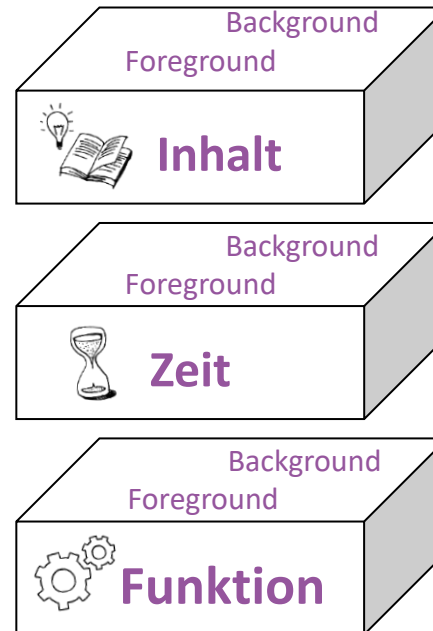 Background
Foreground
Inhalt
Background
Foreground
Zeit
Background
Foreground
Funktion